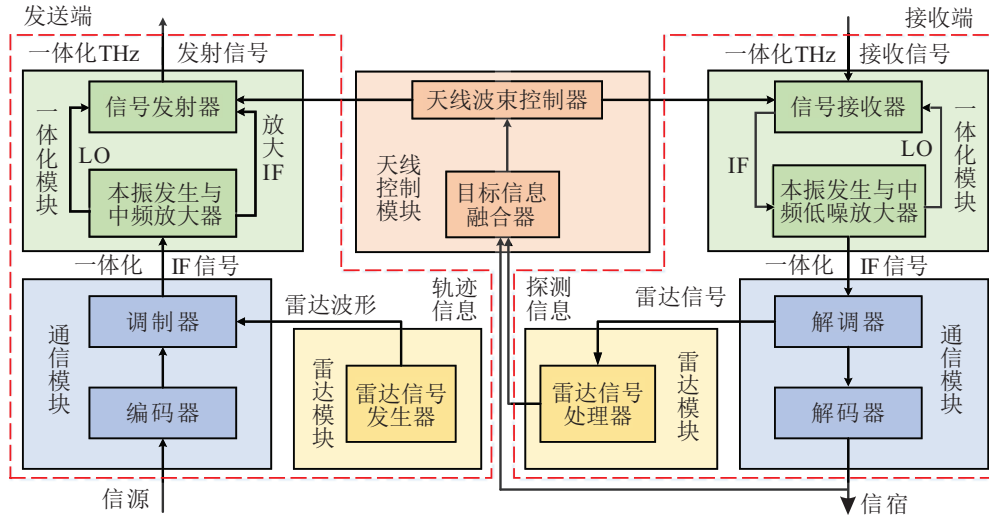 发送端
接收端
一体化THz
发射信号
一体化THz
接收信号
一体化模块
信号发射器
LO
放大
IF
本振发生与
中频放大器
天线波束控制器
天线
控制
模块
目标信息
融合器
信号接收器
IF
LO
一体化模块
本振发生与中
频低噪放大器
一体化
IF信号
一体化
IF信号
通信模块
调制器
编码器
雷达波形
轨迹
信息
雷达模块
雷达信号
发生器
探测
信息
雷达信号
雷达信号
处理器
雷达模块
解调器
解码器
通信模块
信源
信宿